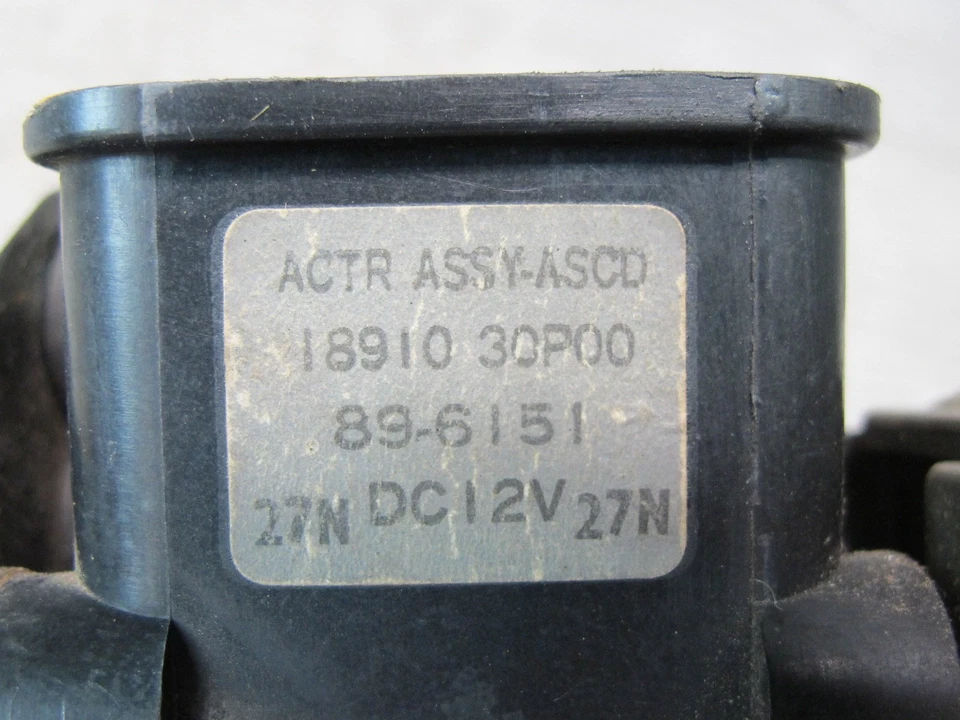 ACTR ASSY-ASCD
18910 30P00
89-6151
27N DC12V 27N